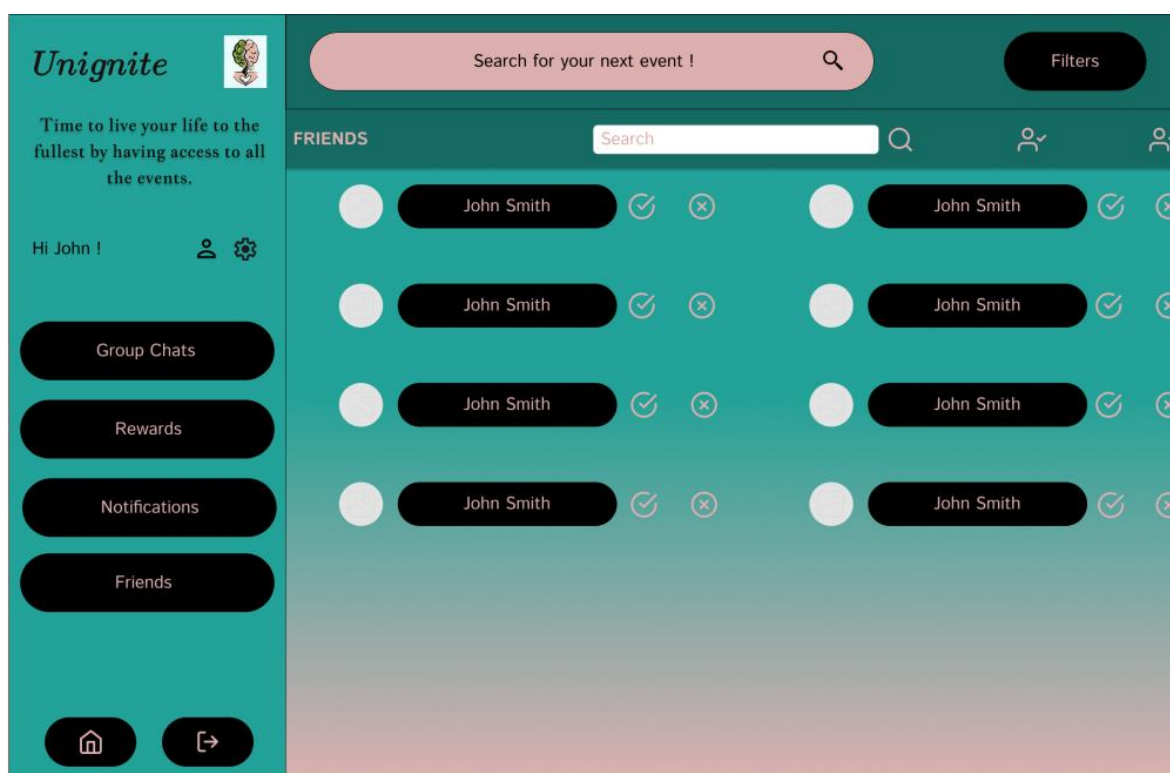 Unignite
Time to live your life to the
fullest by having access to all
the events.
Hi John !
Group Chats
Rewards
Notifications
Friends
Search for your next event !
Filters
FRIENDS
Search
John Smith
John Smith
John Smith
John Smith
John Smith
John Smith
John Smith
John Smith